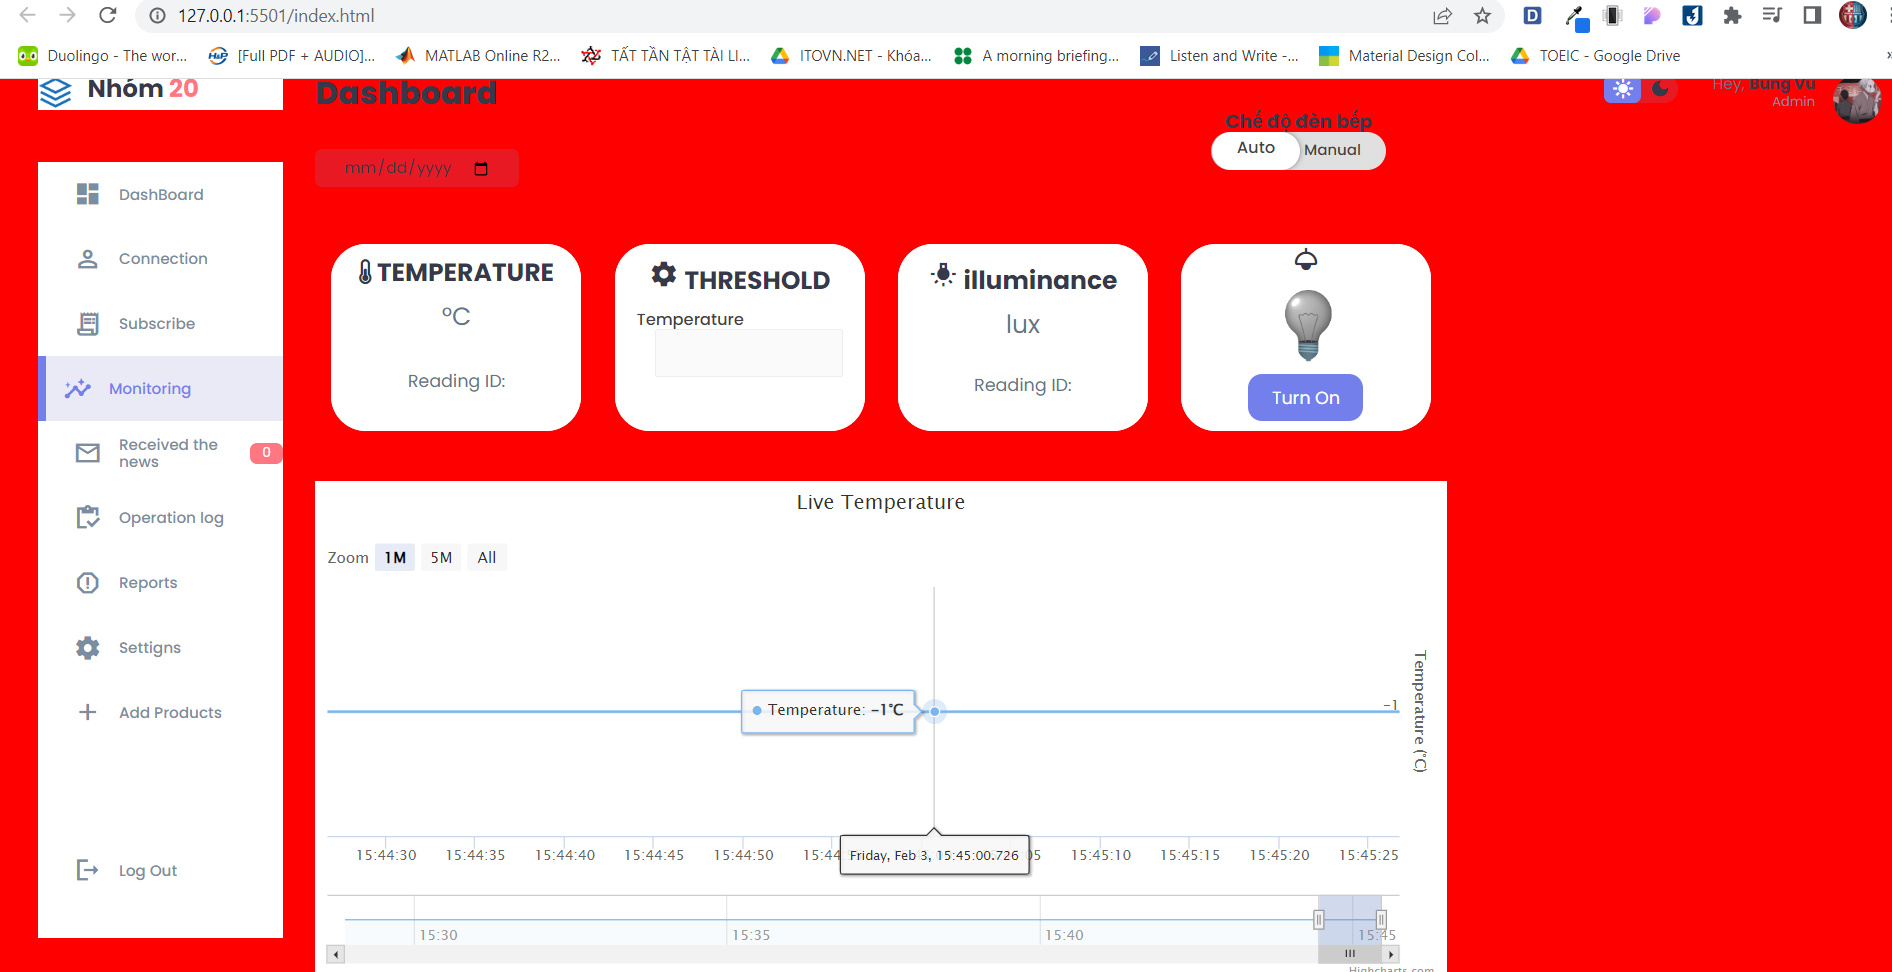 127.0.0.1:5501/index.html
Duolingo - The wor...
[Full PDF + AUDIO]...
MATLAB Online R2...
TẤT TẦN TẬT TÀI LI...
ITOVN.NET - Khóa...
A morning briefing...
Listen and Write -...
Material Design Col...
TOEIC - Google Drive
Nhóm 20
Dashboard
Hey, Bung Vu
Admin
Chế độ đèn bếp
Auto
Manual
mm/dd/yyyy
DashBoard
Connection
Subscribe
Monitoring
Received the
news
0
Operation log
Reports
Settigns
Add Products
Log Out
TEMPERATURE
°C
Reading ID:
THRESHOLD
Temperature
illuminance
lux
Reading ID:
Turn On
Live Temperature
Zoom 1M 5M All
Temperature: -1°C
-1
Temperature (°C)
15:44:30 15:44:35 15:44:40 15:44:45 15:44:50 15:44 05 15:45:10 15:45:15 15:45:20 15:45:25
Friday, Feb 3, 15:45:00.726
15:30 15:35 15:40 15:45
Highcharts.com